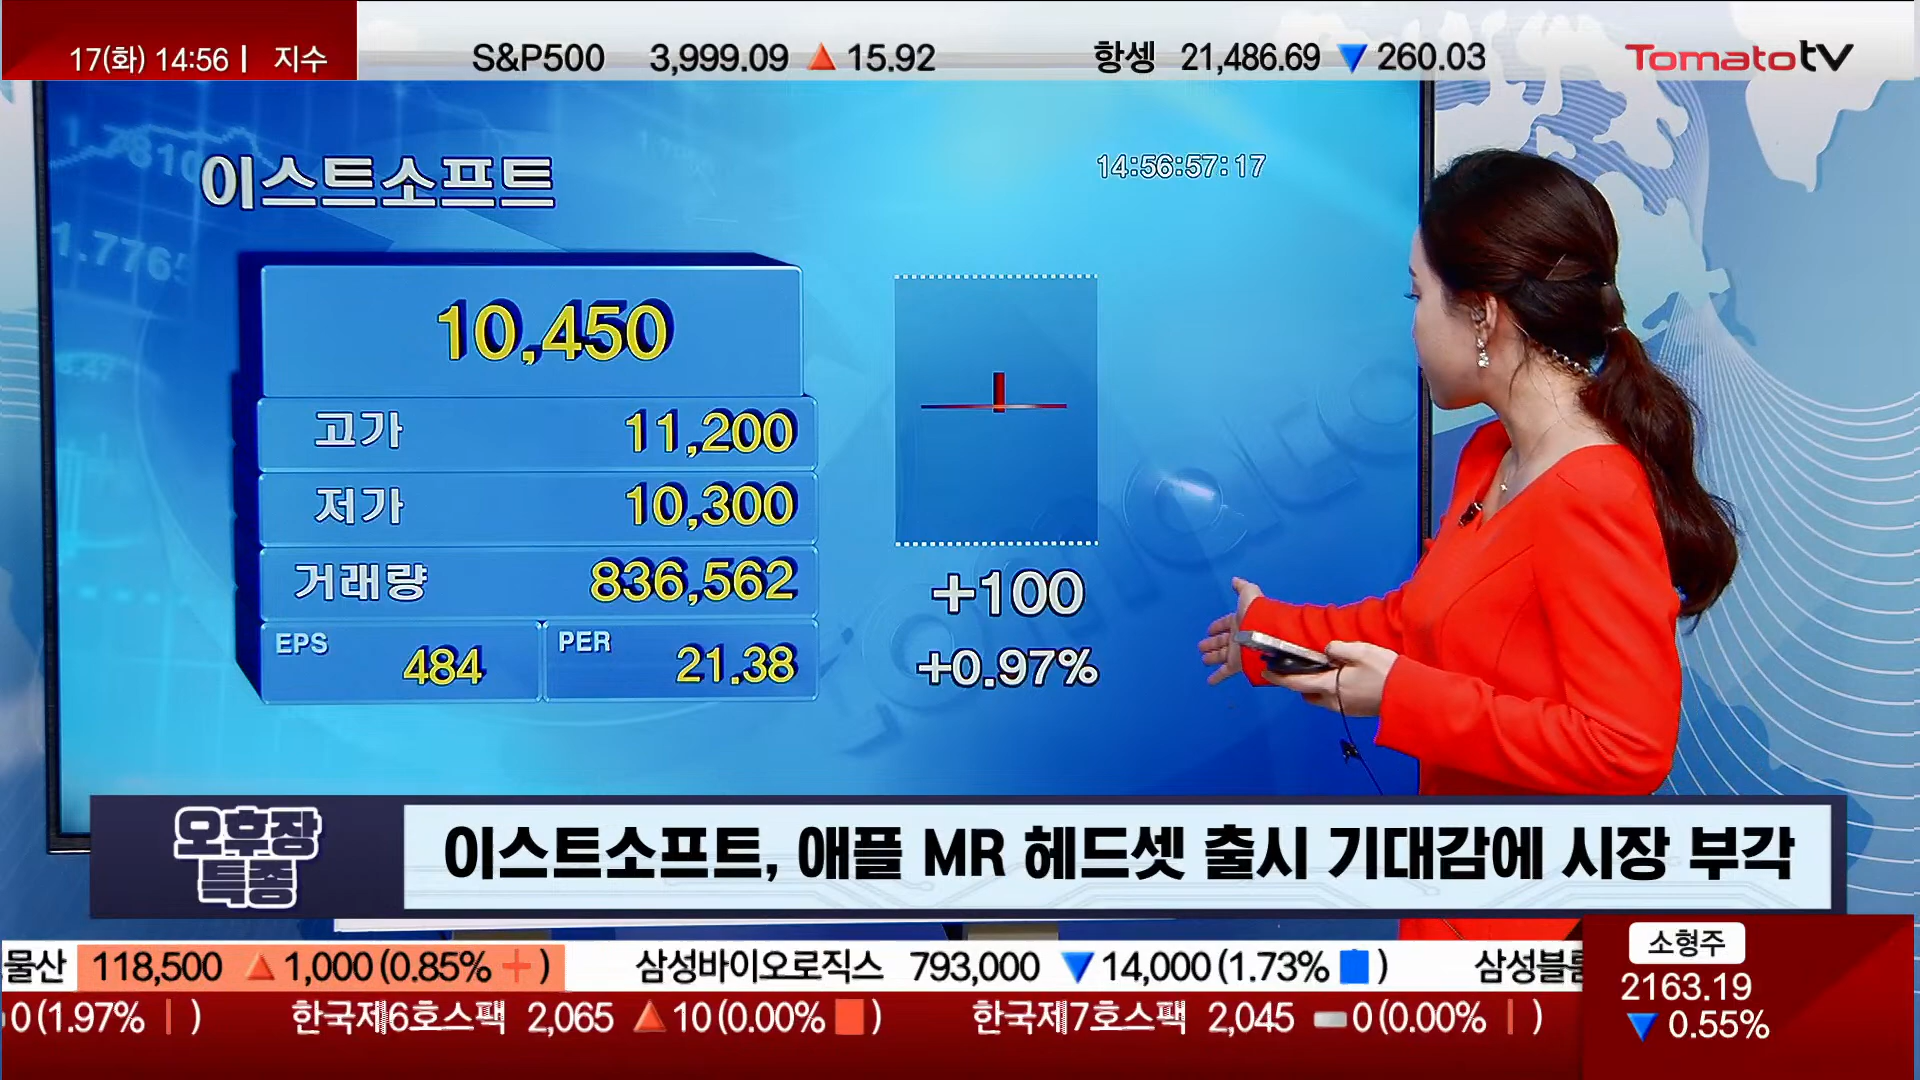 17(화) 14:56 | 지수 S&P500 3,999.09 ▲ 15.92 항셍 21,486.69 ▼ 260.03 Tomatotv
이스트소프트 14:56:57:17
10,450
고가 11,200
저가 10,300
거래량 836,562
EPS 484 PER 21.38
+100
+0.97%
오후장 특종
이스트소프트, 애플 MR 헤드셋 출시 기대감에 시장 부각
물산 118,500 ▲ 1,000 (0.85% ) 삼성바이오로직스 793,000 ▼ 14,000 (1.73% ) 삼성블
0 (1.97% ) 한국제6호스팩 2,065 ▲ 10 (0.00% ) 한국제7호스팩 2,045 0 (0.00% )
소형주
2163.19
▼ 0.55%